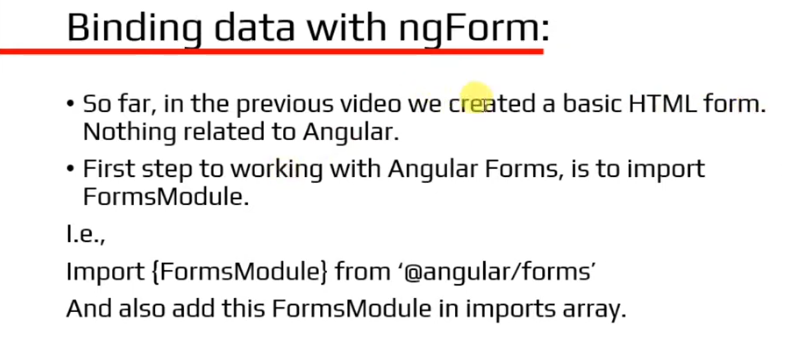 Binding data with ngForm:
• So far, in the previous video we created a basic HTML form.
Nothing related to Angular.
• First step to working with Angular Forms, is to import
FormsModule.
I.e.,
Import {FormsModule} from ‘@angular/forms’
And also add this FormsModule in imports array.